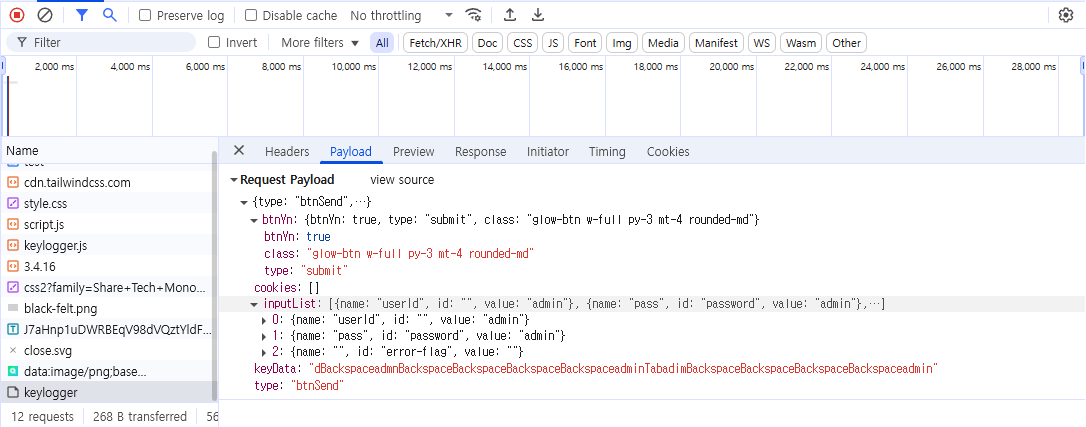 Preserve log Disable cache No throttling
Filter Invert More filters All Fetch/XHR Doc CSS JS Font Img Media Manifest WS Wasm Other
2,000 ms 4,000 ms 6,000 ms 8,000 ms 10,000 ms 12,000 ms 14,000 ms 16,000 ms 18,000 ms 20,000 ms 22,000 ms 24,000 ms 26,000 ms 28,000 ms
Name
cdn.tailwindcss.com
style.css
script.js
keylogger.js
3.4.16
css2?family=Share+Tech+Mono...
black-felt.png
J7aHnp1uDWRBEqV98dVQztYldF...
close.svg
data:image/png;base...
keylogger
12 requests 268 B transferred 56
Headers Payload Preview Response Initiator Timing Cookies
Request Payload view source
{type: "btnSend",…}
btnYn: {btnYn: true, type: "submit", class: "glow-btn w-full py-3 mt-4 rounded-md"}
btnYn: true
class: "glow-btn w-full py-3 mt-4 rounded-md"
type: "submit"
cookies: []
inputList: [{name: "userId", id: "", value: "admin"}, {name: "pass", id: "password", value: "admin"},…]
0: {name: "userId", id: "", value: "admin"}
1: {name: "pass", id: "password", value: "admin"}
2: {name: "", id: "error-flag", value: ""}
keyData: "dBackspaceadmnBackspaceBackspaceBackspaceBackspaceadminTabadimBackspaceBackspaceBackspaceBackspaceadmin"
type: "btnSend"